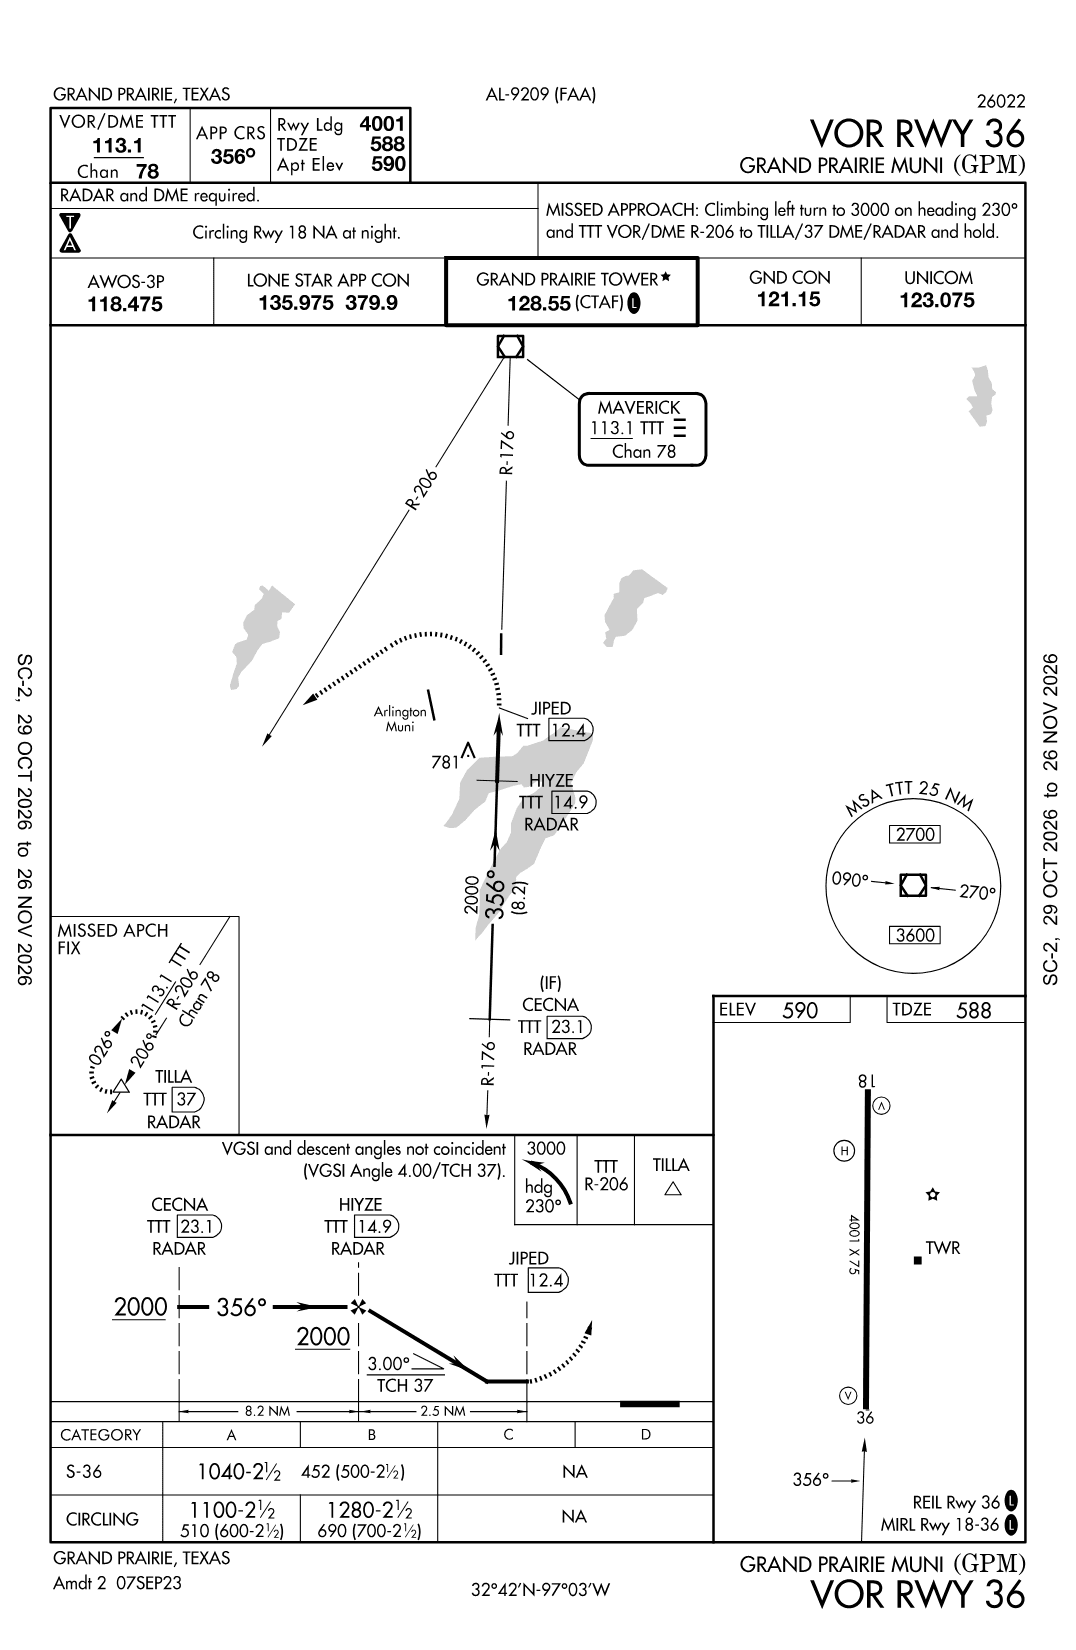 GRAND PRAIRIE, TEXAS
AL-9209 (FAA)
26022
VOR/DME TTT
113.1
Chan 78
APP CRS
356°
Rwy Ldg 4001
TDZE 588
Apt Elev 590
VOR RWY 36
GRAND PRAIRIE MUNI (GPM)
RADAR and DME required.
T
A
Circling Rwy 18 NA at night.
MISSED APPROACH: Climbing left turn to 3000 on heading 230°
and TTT VOR/DME R-206 to TILLA/37 DME/RADAR and hold.
AWOS-3P
118.475
LONE STAR APP CON
135.975 379.9
GRAND PRAIRIE TOWER★
128.55 (CTAF) L
GND CON
121.15
UNICOM
123.075
MAVERICK
113.1 TTT
Chan 78
R-206
R-176
Arlington
Muni
JIPED
TTT 12.4
781
HIYZE
TTT 14.9
RADAR
2000
356°
(8.2)
(IF)
CECNA
TTT 23.1
RADAR
R-176
MSA TTT 25 NM
2700
090°
270°
3600
MISSED APCH
FIX
113.1 TTT
R-206
Chan 78
026°
206°
TILLA
TTT 37
RADAR
ELEV 590
TDZE 588
18
V
H
4001 X 75
TWR
V
36
356°
REIL Rwy 36 L
MIRL Rwy 18-36 L
VGSI and descent angles not coincident
(VGSI Angle 4.00/TCH 37).
3000
hdg
230°
TTT
R-206
TILLA
CECNA
TTT 23.1
RADAR
HIYZE
TTT 14.9
RADAR
JIPED
TTT 12.4
2000
356°
2000
3.00°
TCH 37
8.2 NM
2.5 NM
CATEGORY A B C D
S-36 1040-2½ 452 (500-2½) NA
CIRCLING 1100-2½ 1280-2½ NA
510 (600-2½) 690 (700-2½)
GRAND PRAIRIE, TEXAS
Amdt 2 07SEP23
32°42'N-97°03'W
GRAND PRAIRIE MUNI (GPM)
VOR RWY 36
SC-2, 29 OCT 2026 to 26 NOV 2026
SC-2, 29 OCT 2026 to 26 NOV 2026